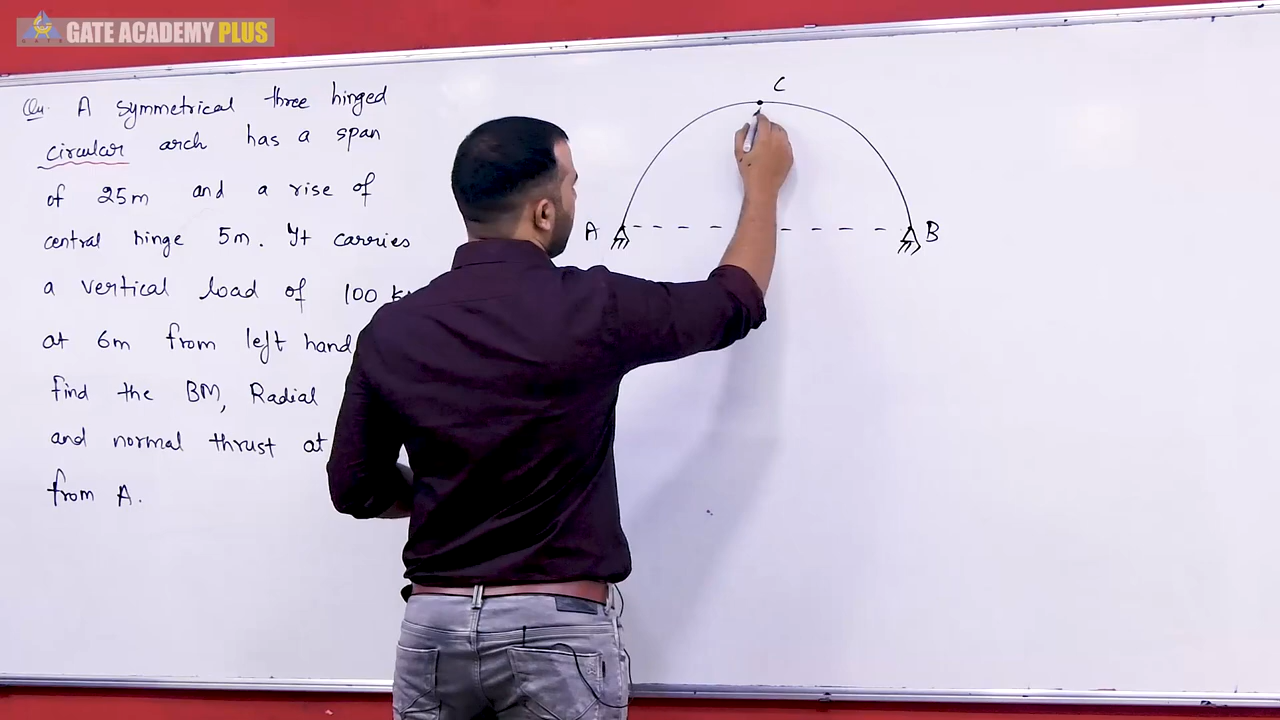 GATE ACADEMY PLUS
GATE
Qu. A symmetrical three hinged
circular arch has a span
of 25m and a rise of
central hinge 5m. It carries
a vertical load of 100
at 6m from left hand
find the BM, Radial
and normal thrust at
from A.
C
A
B